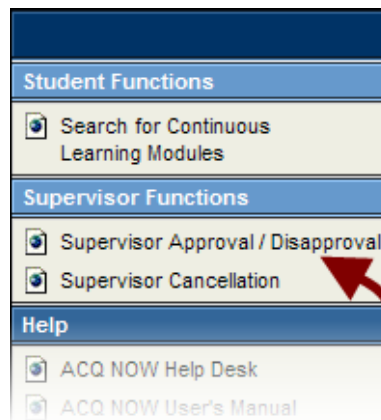 Student Functions
Search for Continuous
Learning Modules
Supervisor Functions
Supervisor Approval / Disapproval
Supervisor Cancellation
Help
ACQ NOW Help Desk
ACQ NOW User's Manual